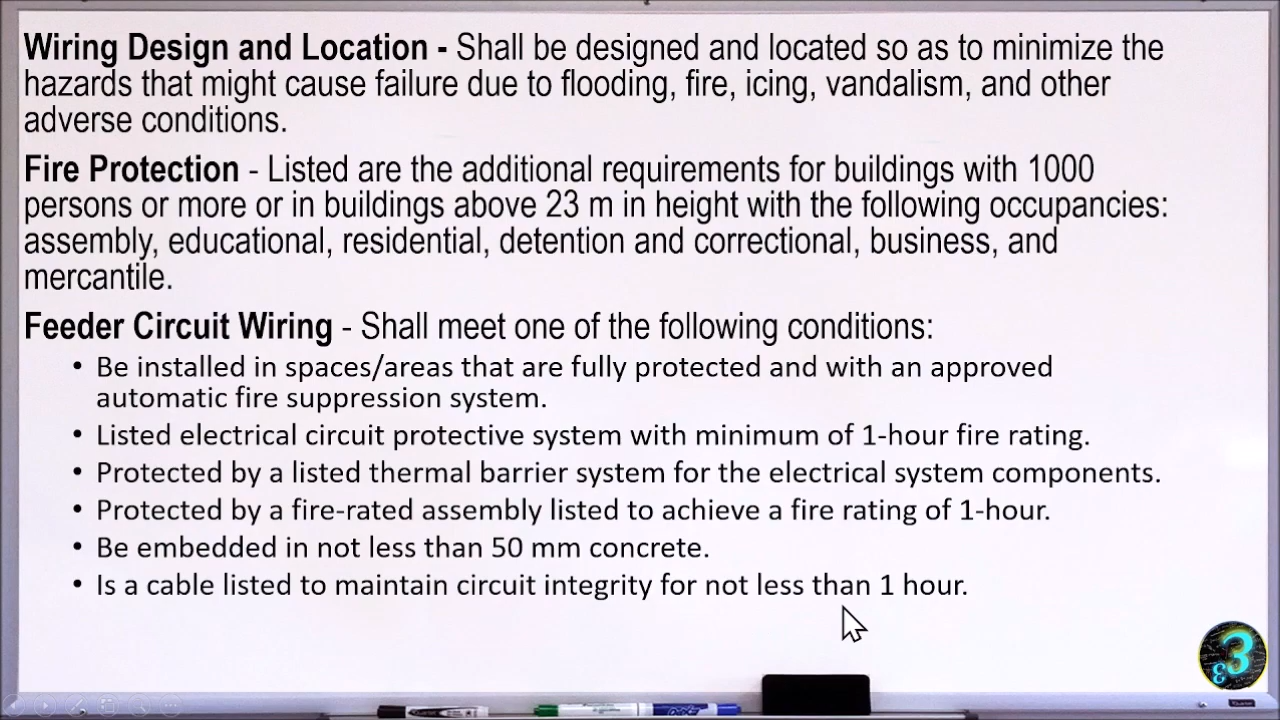 Wiring Design and Location - Shall be designed and located so as to minimize the
hazards that might cause failure due to flooding, fire, icing, vandalism, and other
adverse conditions.
Fire Protection - Listed are the additional requirements for buildings with 1000
persons or more or in buildings above 23 m in height with the following occupancies:
assembly, educational, residential, detention and correctional, business, and
mercantile.
Feeder Circuit Wiring - Shall meet one of the following conditions:
• Be installed in spaces/areas that are fully protected and with an approved
automatic fire suppression system.
• Listed electrical circuit protective system with minimum of 1-hour fire rating.
• Protected by a listed thermal barrier system for the electrical system components.
• Protected by a fire-rated assembly listed to achieve a fire rating of 1-hour.
• Be embedded in not less than 50 mm concrete.
• Is a cable listed to maintain circuit integrity for not less than 1 hour.
ε3